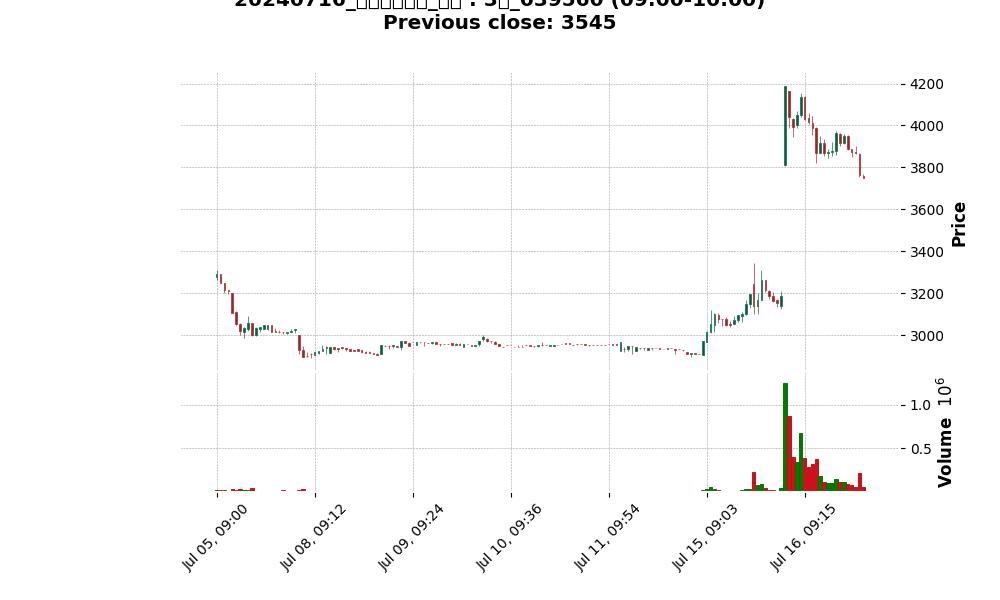 Previous close: 3545
4200
4000
3800
3600
3400
3200
3000
Price
1.0
0.5
Volume 10^6
Jul 05, 09:00
Jul 08, 09:12
Jul 09, 09:24
Jul 10, 09:36
Jul 11, 09:54
Jul 15, 09:03
Jul 16, 09:15